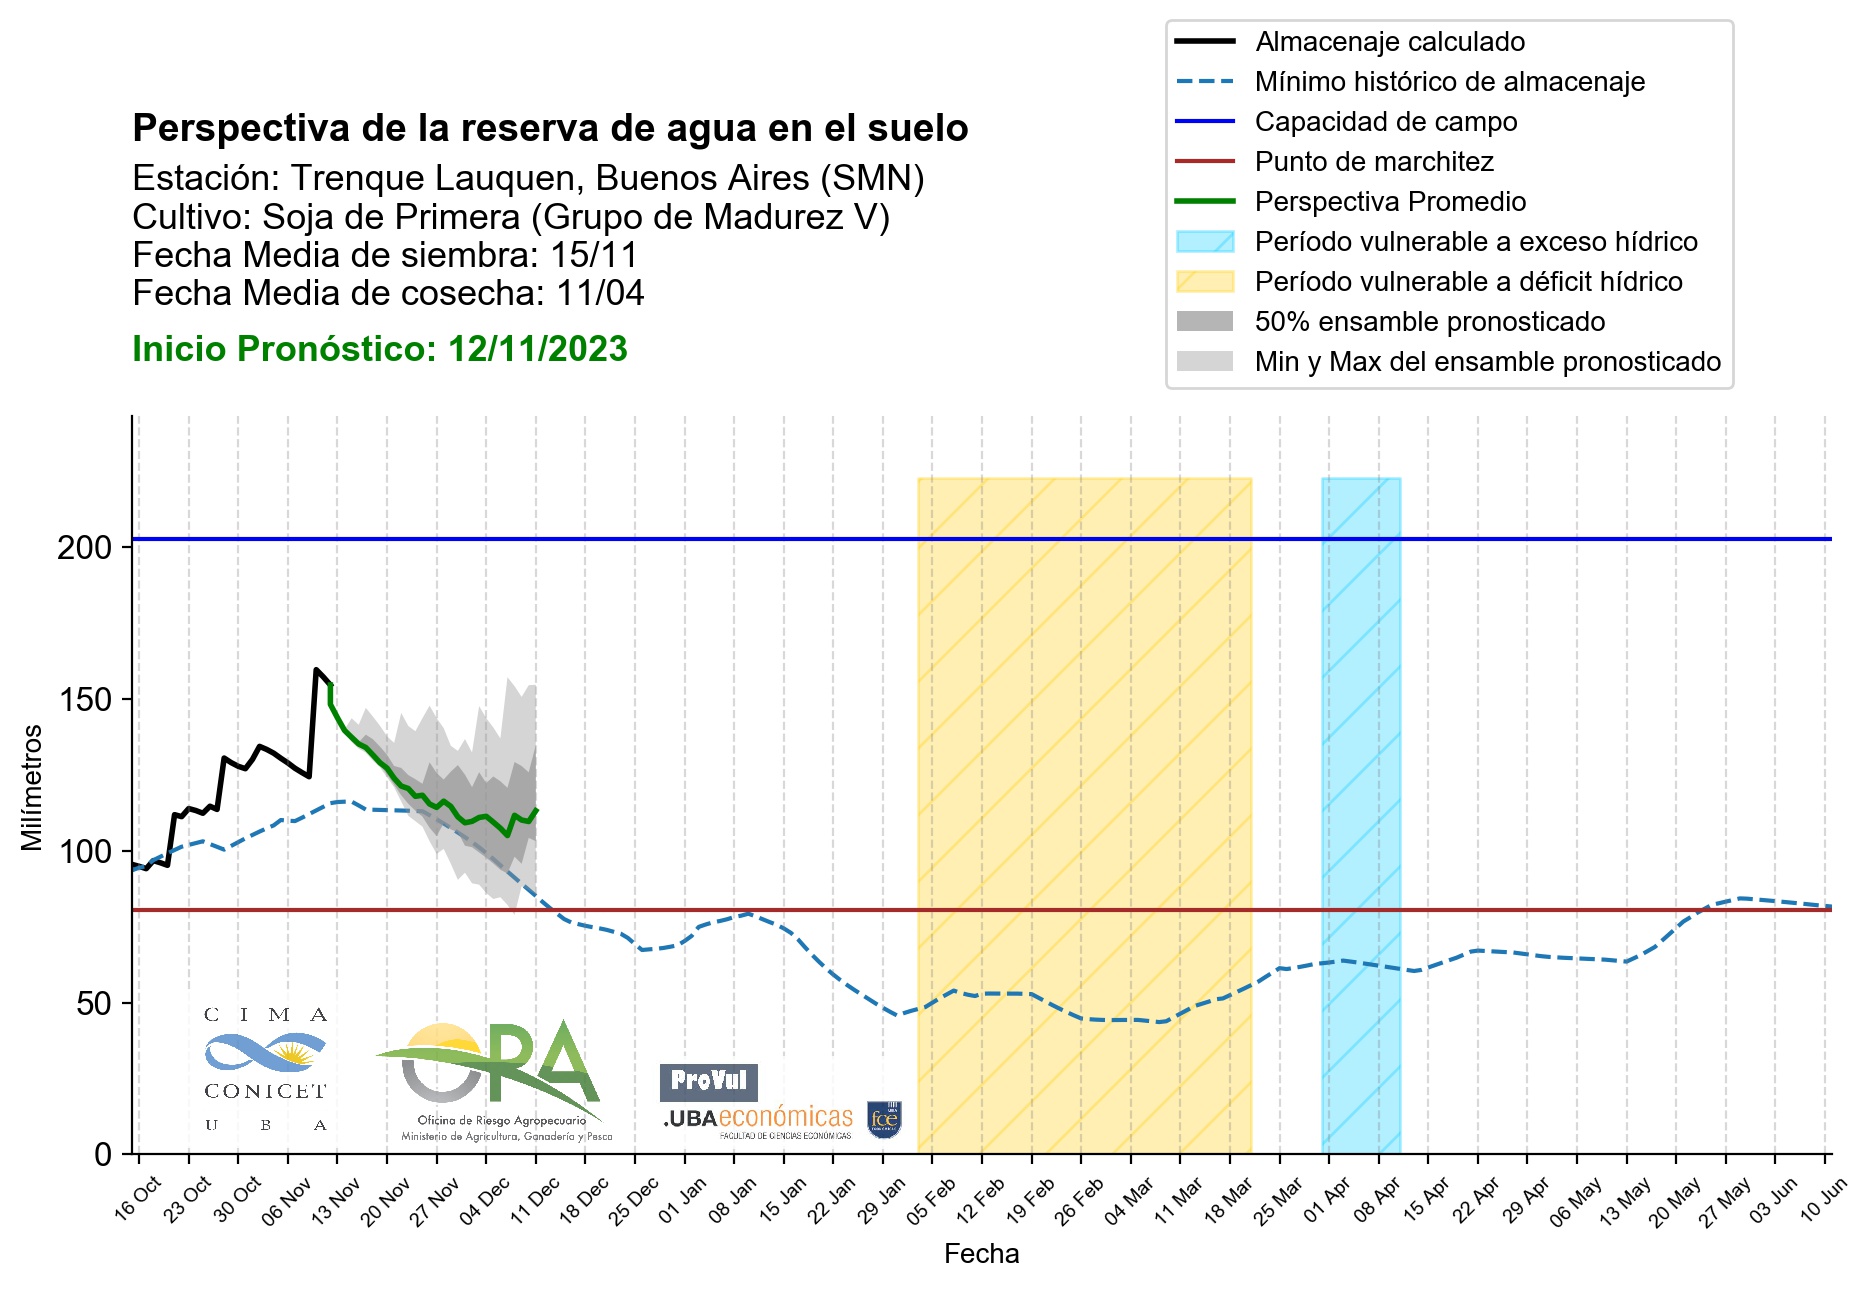 Almacenaje calculado
Mínimo histórico de almacenaje
Capacidad de campo
Punto de marchitez
Perspectiva Promedio
Período vulnerable a exceso hídrico
Período vulnerable a déficit hídrico
50% ensamble pronosticado
Min y Max del ensamble pronosticado
Perspectiva de la reserva de agua en el suelo
Estación: Trenque Lauquen, Buenos Aires (SMN)
Cultivo: Soja de Primera (Grupo de Madurez V)
Fecha Media de siembra: 15/11
Fecha Media de cosecha: 11/04
Inicio Pronóstico: 12/11/2023
Milímetros
200
150
100
50
0
C I M A
CONICET
U B A
ORA
Oficina de Riesgo Agropecuario
Ministerio de Agricultura, Ganadería y Pesca
ProVul
.UBAeconómicas
FACULTAD DE CIENCIAS ECONÓMICAS
UBA
fce
16 Oct
23 Oct
30 Oct
06 Nov
13 Nov
20 Nov
27 Nov
04 Dec
11 Dec
18 Dec
25 Dec
01 Jan
08 Jan
15 Jan
22 Jan
29 Jan
05 Feb
12 Feb
19 Feb
26 Feb
04 Mar
11 Mar
18 Mar
25 Mar
01 Apr
08 Apr
15 Apr
22 Apr
29 Apr
06 May
13 May
20 May
27 May
03 Jun
10 Jun
Fecha